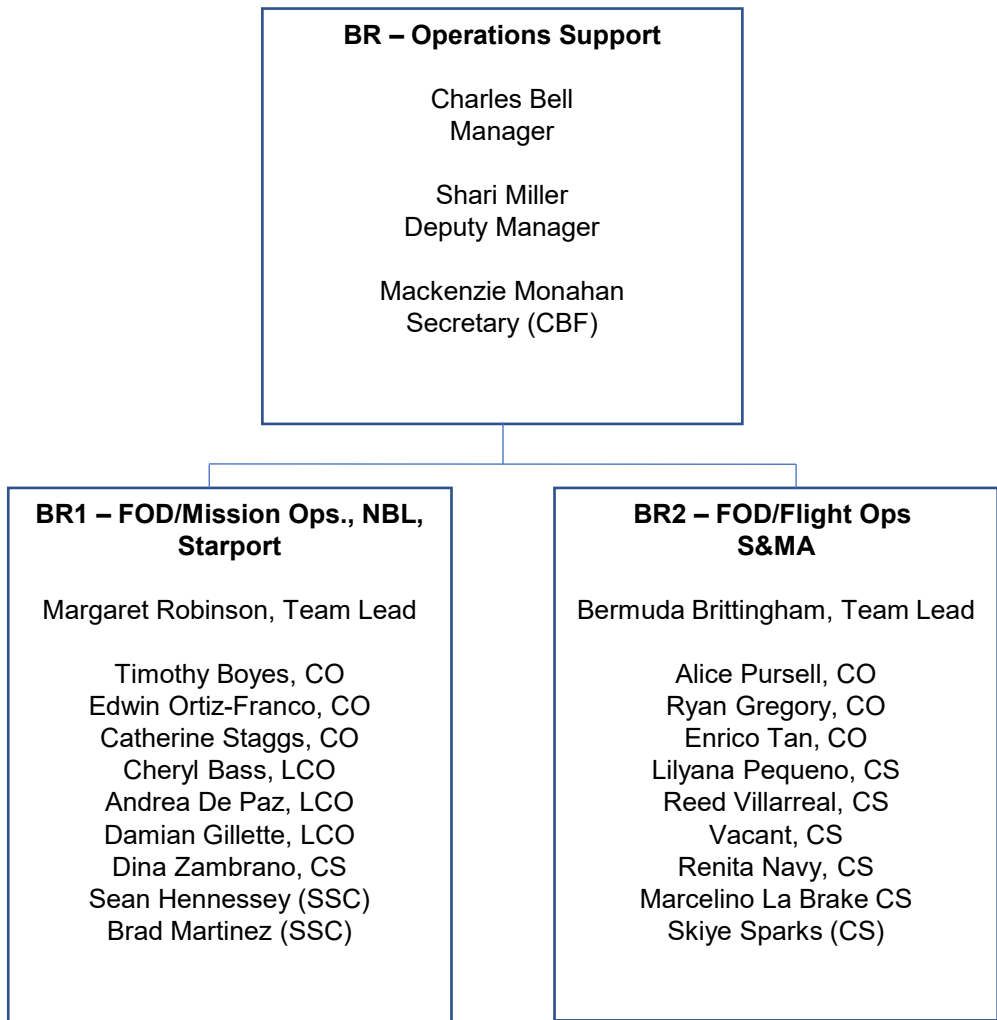 BR – Operations Support
Charles Bell
Manager
Shari Miller
Deputy Manager
Mackenzie Monahan
Secretary (CBF)
BR1 – FOD/Mission Ops., NBL,
Starport
Margaret Robinson, Team Lead
Timothy Boyes, CO
Edwin Ortiz-Franco, CO
Catherine Staggs, CO
Cheryl Bass, LCO
Andrea De Paz, LCO
Damian Gillette, LCO
Dina Zambrano, CS
Sean Hennessey (SSC)
Brad Martinez (SSC)
BR2 – FOD/Flight Ops
S&MA
Bermuda Brittingham, Team Lead
Alice Pursell, CO
Ryan Gregory, CO
Enrico Tan, CO
Lilyana Pequeno, CS
Reed Villarreal, CS
Vacant, CS
Renita Navy, CS
Marcelino La Brake CS
Skiye Sparks (CS)